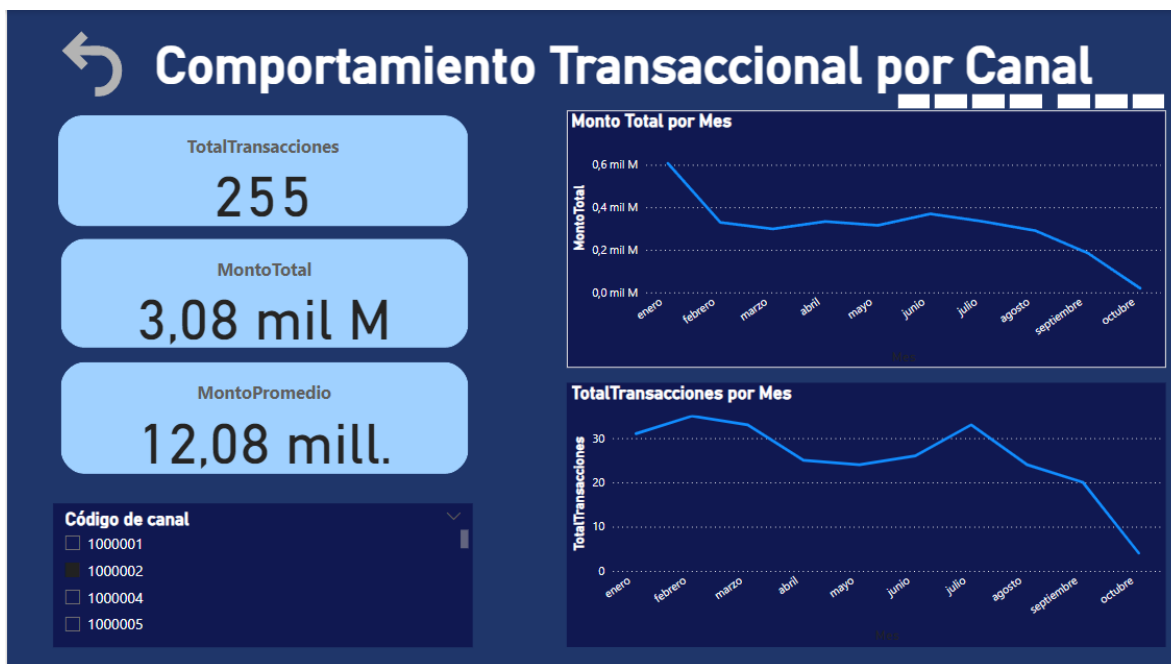 Comportamiento Transaccional por Canal
TotalTransacciones
255
MontoTotal
3,08 mil M
MontoPromedio
12,08 mill.
Código de canal
1000001
1000002
1000004
1000005
Monto Total por Mes
MontoTotal
0,6 mil M
0,4 mil M
0,2 mil M
0,0 mil M
enero febrero marzo abril mayo junio julio agosto septiembre octubre
Mes
TotalTransacciones por Mes
TotalTransacciones
30
20
10
0
enero febrero marzo abril mayo junio julio agosto septiembre octubre
Mes